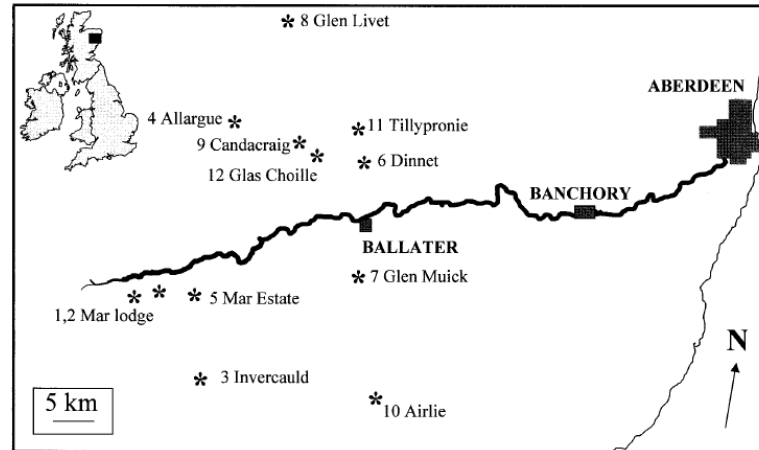 8 Glen Livet
ABERDEEN
4 Allargue
11 Tillypronie
9 Candacraig
6 Dinnet
12 Glas Choille
BANCHORY
BALLATER
7 Glen Muick
5 Mar Estate
1,2 Mar lodge
N
3 Invercauld
5 km
10 Airlie